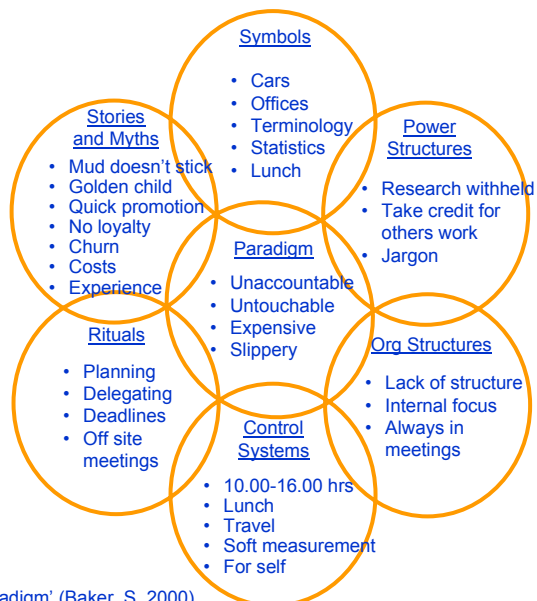 Symbols
• Cars
• Offices
• Terminology
• Statistics
• Lunch
Stories
and Myths
• Mud doesn't stick
• Golden child
• Quick promotion
• No loyalty
• Churn
• Costs
• Experience
Power
Structures
• Research withheld
• Take credit for
others work
• Jargon
Paradigm
• Unaccountable
• Untouchable
• Expensive
• Slippery
Rituals
• Planning
• Delegating
• Deadlines
• Off site
meetings
Org Structures
• Lack of structure
• Internal focus
• Always in
meetings
Control
Systems
• 10.00-16.00 hrs
• Lunch
• Travel
• Soft measurement
• For self
adigm' (Baker, S, 2000)